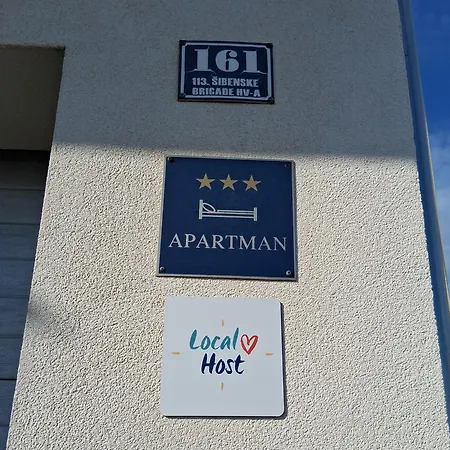 161
113. ŠIBENSKE
BRIGADE HV-A
APARTMAN
Local
Host